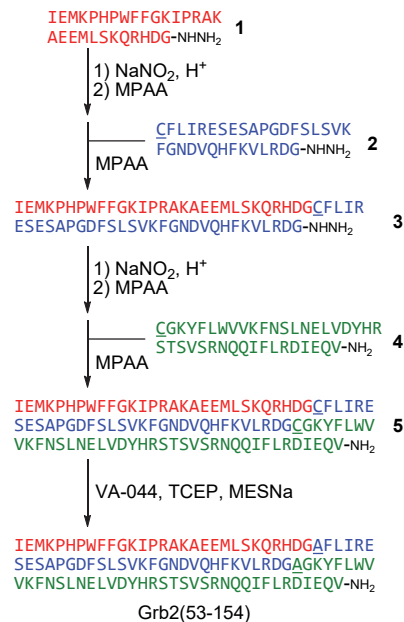 IEMKPHPWFFGKIPRAK
AEEMLSKQRHDG-NHNH₂ 1
1) NaNO₂, H⁺
2) MPAA
CFLIRESESAPGDFSLSVK
FGNDVQHFKVLRDG-NHNH₂ 2
MPAA
IEMKPHPWFFGKIPRAKAEEMLSKQRHDGCFLIR
ESESAPGDFSLSVKFGNDVQHFKVLRDG-NHNH₂ 3
1) NaNO₂, H⁺
2) MPAA
CGKYFLWVVKFNSLNELVDYHR
STSVSRNQQIFLRDIEQV-NH₂ 4
MPAA
IEMKPHPWFFGKIPRAKAEEMLSKQRHDGCFLIRE
SESAPGDFSLSVKFGNDVQHFKVLRDGCGKYFLWV 5
VKFNSLNELVDYHRSTSVSRNQQIFLRDIEQV-NH₂
VA-044, TCEP, MESNa
IEMKPHPWFFGKIPRAKAEEMLSKQRHDGAFLIRE
SESAPGDFSLSVKFGNDVQHFKVLRDGAGKYFLWV
VKFNSLNELVDYHRSTSVSRNQQIFLRDIEQV-NH₂
Grb2(53-154)